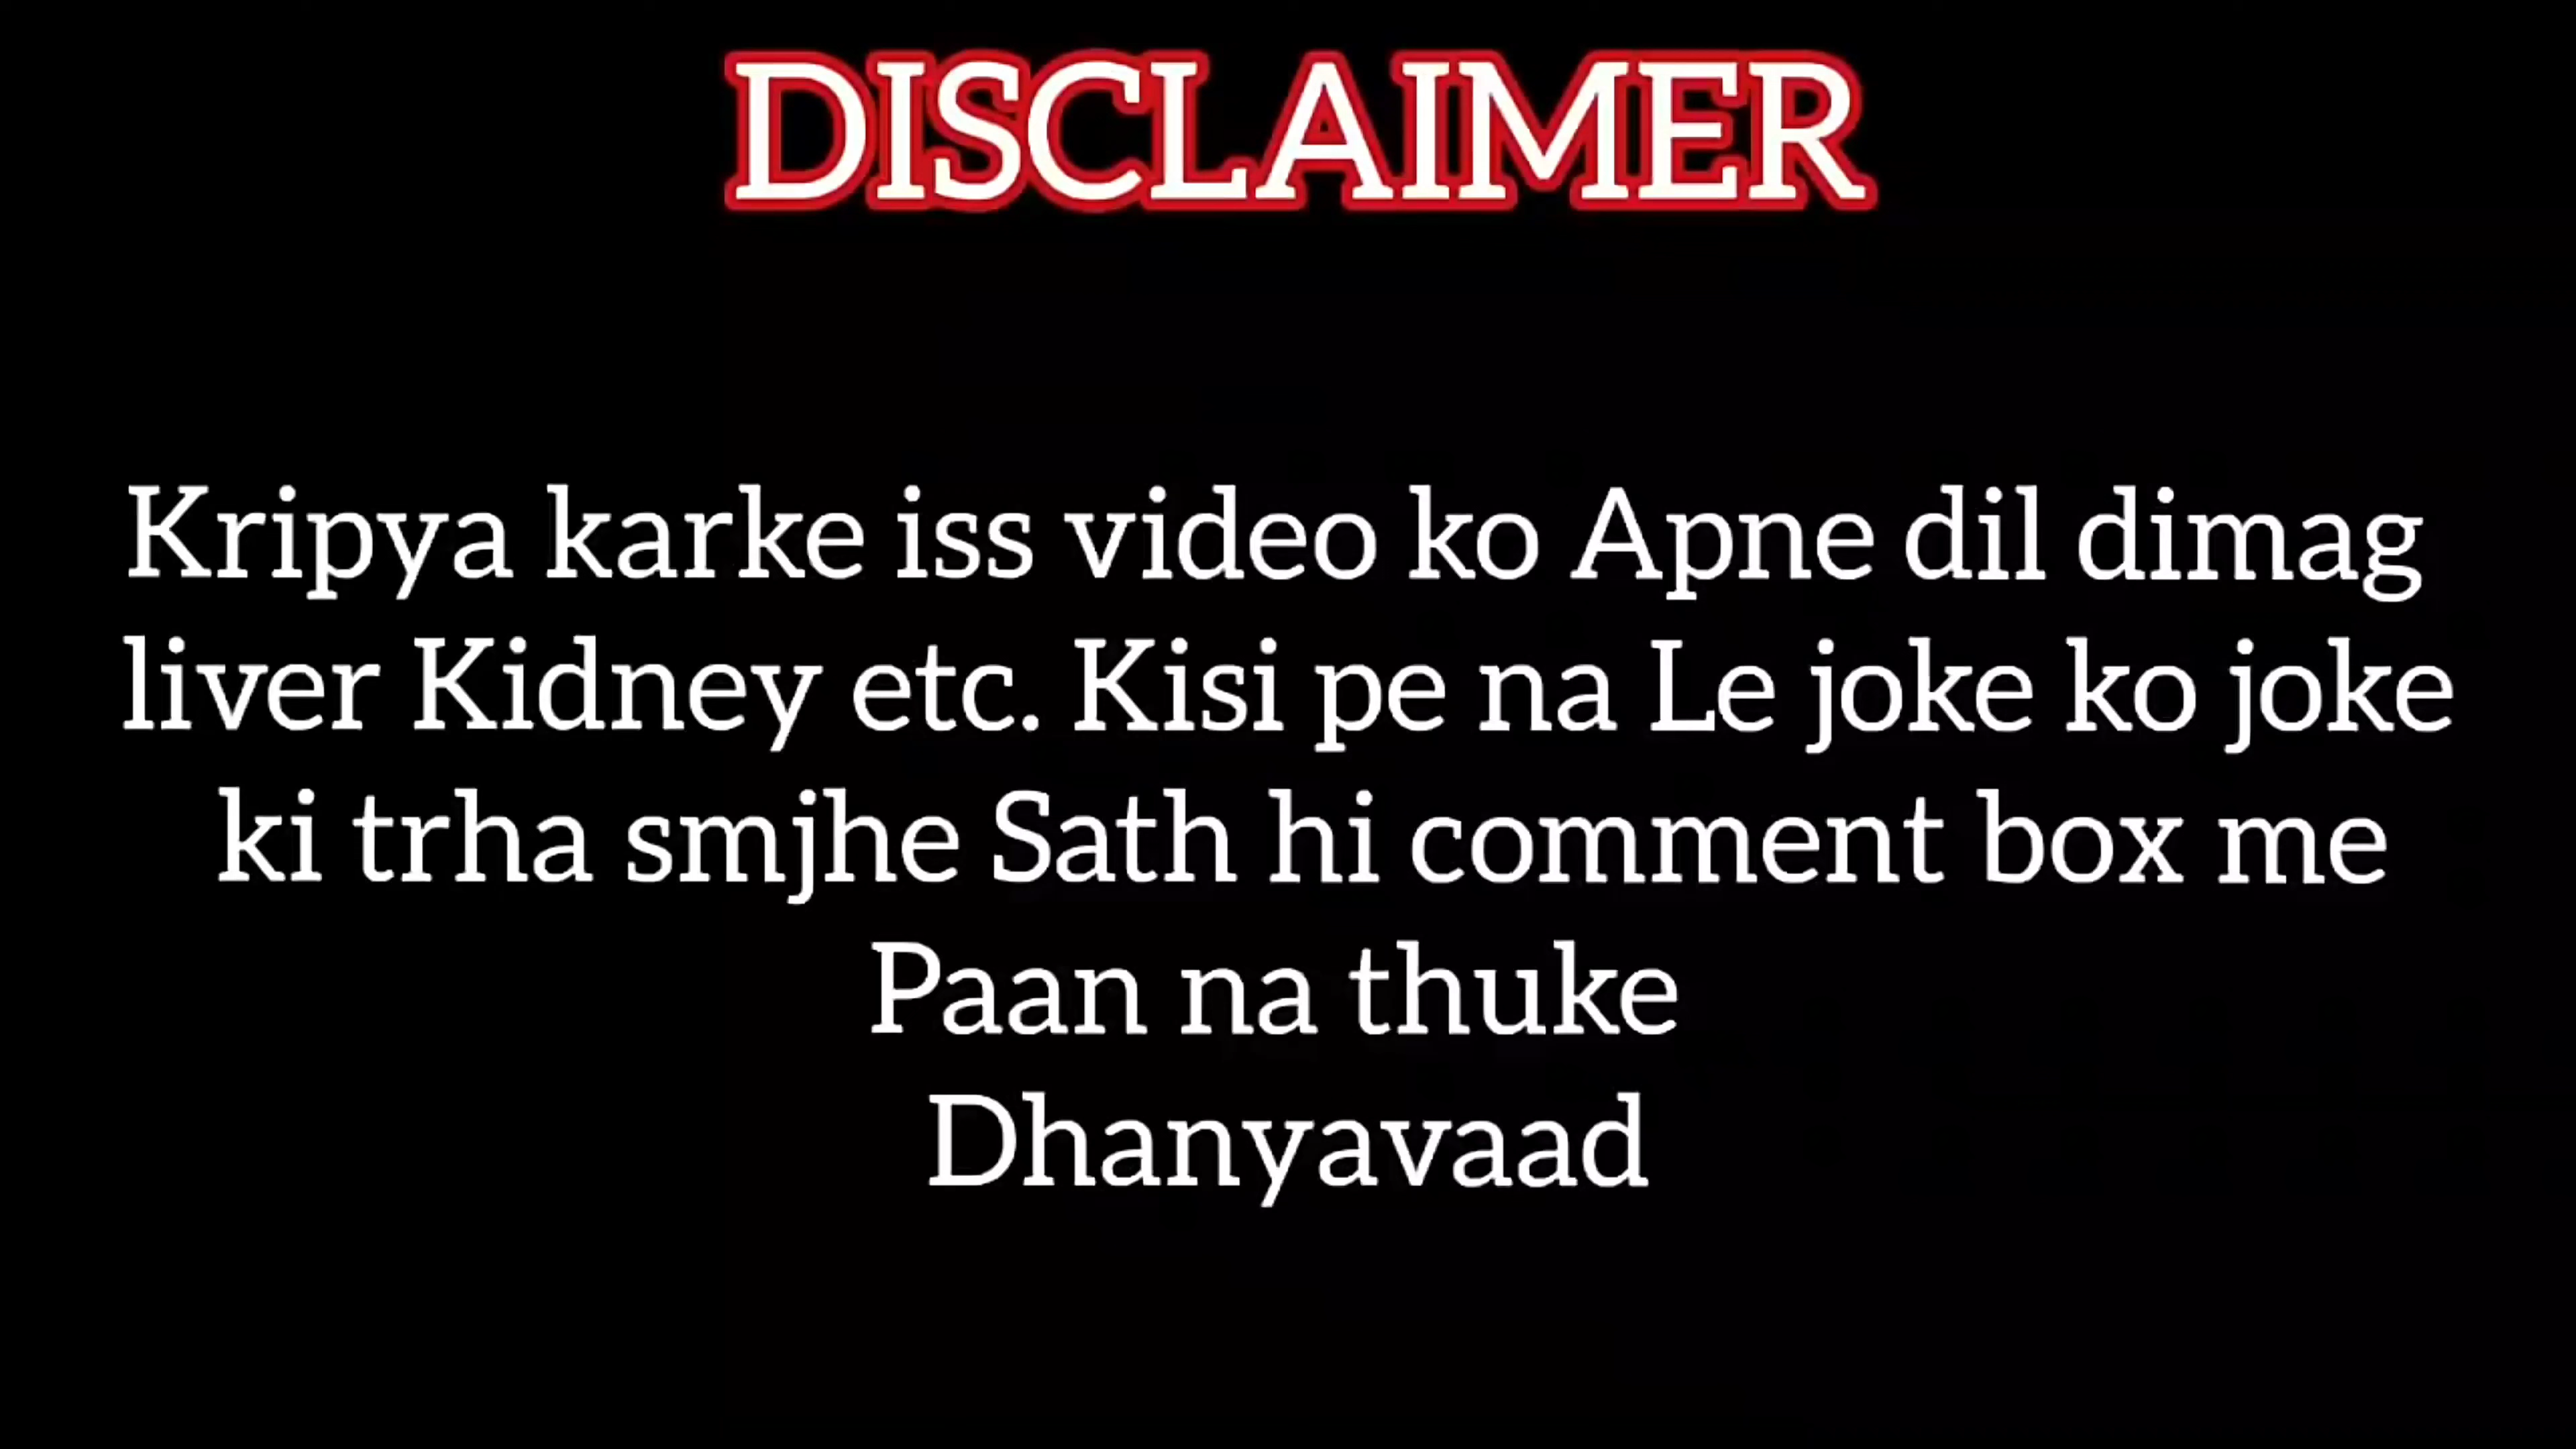 DISCLAIMER
Kripya karke iss video ko Apne dil dimag
liver Kidney etc. Kisi pe na Le joke ko joke
ki trha smjhe Sath hi comment box me
Paan na thuke
Dhanyavaad